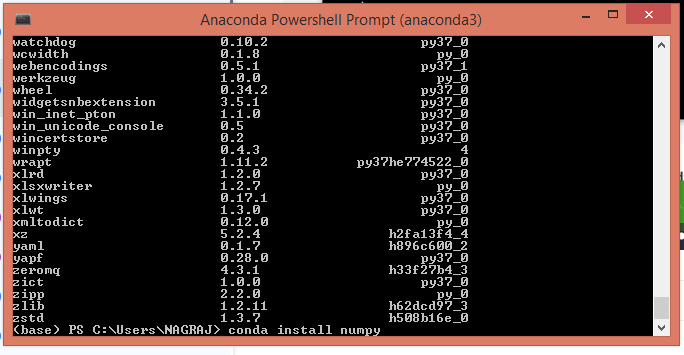 Anaconda Powershell Prompt (anaconda3)
watchdog 0.10.2 py37_0
wcwidth 0.1.8 py_0
webencodings 0.5.1 py37_1
werkzeug 1.0.0 py_0
wheel 0.34.2 py37_0
widgetsnbextension 3.5.1 py37_0
win_inet_pton 1.1.0 py37_0
win_unicode_console 0.5 py37_0
wincertstore 0.2 py37_0
winpty 0.4.3 4
wrapt 1.11.2 py37he774522_0
xlrd 1.2.0 py37_0
xlsxwriter 1.2.7 py_0
xlwings 0.17.1 py37_0
xlwt 1.3.0 py37_0
xmltodict 0.12.0 py_0
xz 5.2.4 h2fa13f4_4
yaml 0.1.7 h896c600_2
yapf 0.28.0 py37_0
zeromq 4.3.1 h33f27b4_3
zict 1.0.0 py37_0
zipp 2.2.0 py_0
zlib 1.2.11 h62dcd97_3
zstd 1.3.7 h508b16e_0
(base) PS C:\Users\NAGRAJ> conda install numpy